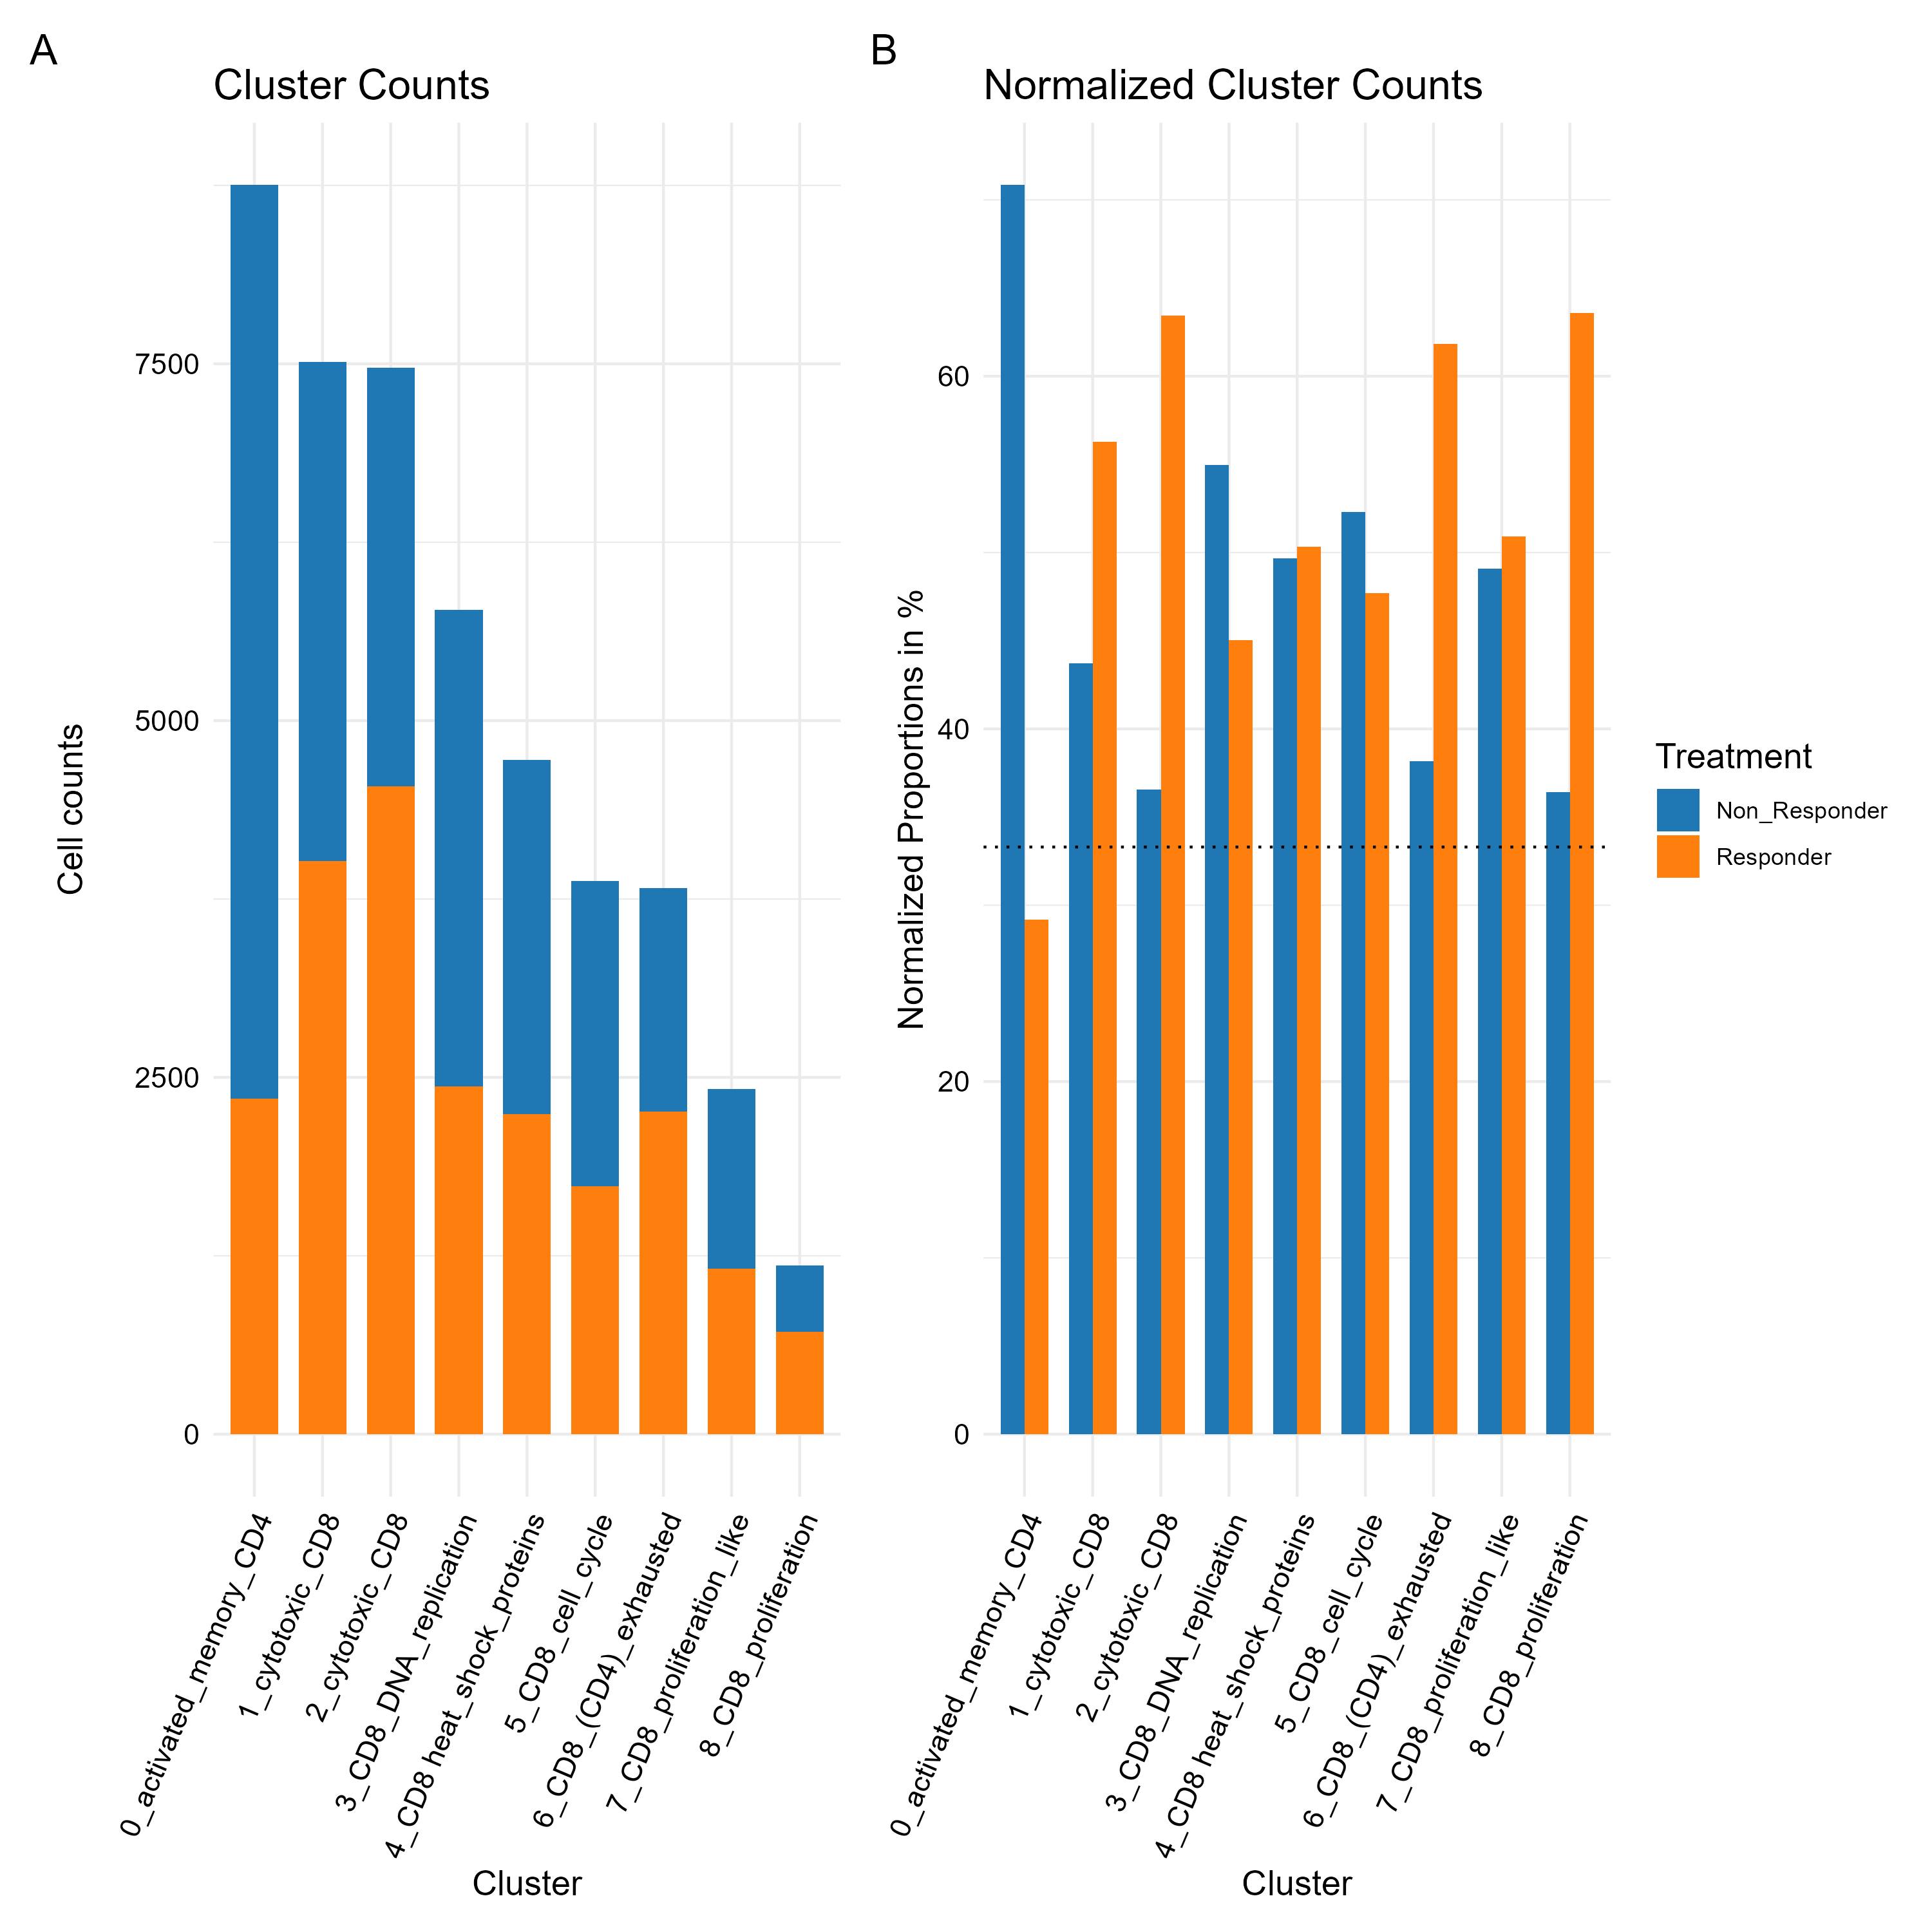 A
Cluster Counts
Cell counts
7500
5000
2500
0
0_activated_memory_CD4
1_cytotoxic_CD8
2_cytotoxic_CD8
3_CD8_DNA_replication
4_CD8 heat_shock_proteins
5_CD8_cell_cycle
6_CD8_(CD4)_exhausted
7_CD8_proliferation_like
8_CD8_proliferation
Cluster
B
Normalized Cluster Counts
Normalized Proportions in %
60
40
20
0
0_activated_memory_CD4
1_cytotoxic_CD8
2_cytotoxic_CD8
3_CD8_DNA_replication
4_CD8 heat_shock_proteins
5_CD8_cell_cycle
6_CD8_(CD4)_exhausted
7_CD8_proliferation_like
8_CD8_proliferation
Cluster
Treatment
Non_Responder
Responder